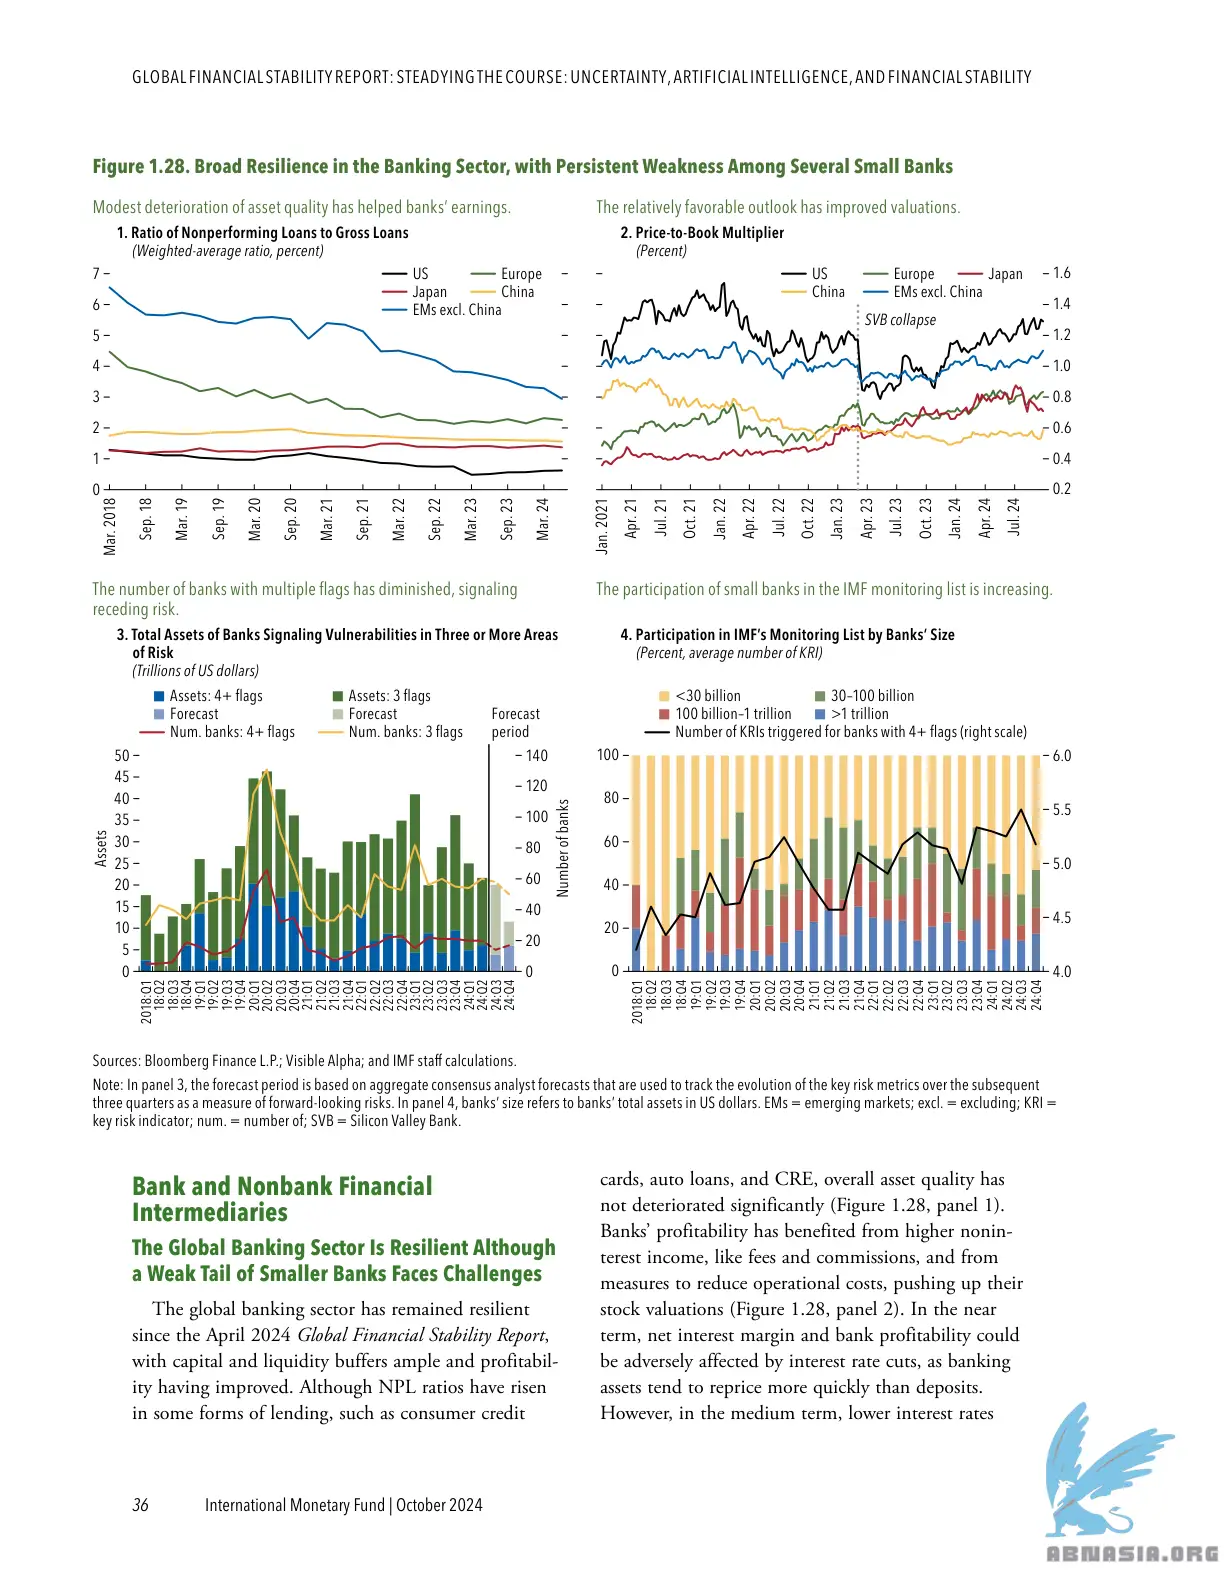 GLOBAL FINANCIAL STABILITY REPORT: STEADYING THE COURSE: UNCERTAINTY, ARTIFICIAL INTELLIGENCE, AND FINANCIAL STABILITY
Figure 1.28. Broad Resilience in the Banking Sector, with Persistent Weakness Among Several Small Banks
Modest deterioration of asset quality has helped banks’ earnings.
1. Ratio of Nonperforming Loans to Gross Loans
(Weighted-average ratio, percent)
US
Europe
Japan
China
EMs excl. China
7
6
5
4
3
2
1
0
Mar. 2018
Sep. 18
Mar. 19
Sep. 19
Mar. 20
Sep. 20
Mar. 21
Sep. 21
Mar. 22
Sep. 22
Mar. 23
Sep. 23
Mar. 24
The relatively favorable outlook has improved valuations.
2. Price-to-Book Multiplier
(Percent)
US
Europe
Japan
China
EMs excl. China
SVB collapse
1.6
1.4
1.2
1.0
0.8
0.6
0.4
0.2
Jan. 2021
Apr. 21
Jul. 21
Oct. 21
Jan. 22
Apr. 22
Jul. 22
Oct. 22
Jan. 23
Apr. 23
Jul. 23
Oct. 23
Jan. 24
Apr. 24
Jul. 24
The number of banks with multiple flags has diminished, signaling
receding risk.
3. Total Assets of Banks Signaling Vulnerabilities in Three or More Areas
of Risk
(Trillions of US dollars)
Assets: 4+ flags
Assets: 3 flags
Forecast
Forecast
Num. banks: 4+ flags
Num. banks: 3 flags
Forecast
period
Assets
50
45
40
35
30
25
20
15
10
5
0
140
120
100
80
60
40
20
0
Number of banks
2018:Q1
18:Q2
18:Q3
18:Q4
19:Q1
19:Q2
19:Q3
19:Q4
20:Q1
20:Q2
20:Q3
20:Q4
21:Q1
21:Q2
21:Q3
21:Q4
22:Q1
22:Q2
22:Q3
22:Q4
23:Q1
23:Q2
23:Q3
23:Q4
24:Q1
24:Q2
24:Q3
24:Q4
The participation of small banks in the IMF monitoring list is increasing.
4. Participation in IMF’s Monitoring List by Banks’ Size
(Percent, average number of KRI)
<30 billion
30–100 billion
100 billion–1 trillion
>1 trillion
Number of KRIs triggered for banks with 4+ flags (right scale)
100
80
60
40
20
0
6.0
5.5
5.0
4.5
4.0
2018:Q1
18:Q2
18:Q3
18:Q4
19:Q1
19:Q2
19:Q3
19:Q4
20:Q1
20:Q2
20:Q3
20:Q4
21:Q1
21:Q2
21:Q3
21:Q4
22:Q1
22:Q2
22:Q3
22:Q4
23:Q1
23:Q2
23:Q3
23:Q4
24:Q1
24:Q2
24:Q3
24:Q4
Sources: Bloomberg Finance L.P.; Visible Alpha; and IMF staff calculations.
Note: In panel 3, the forecast period is based on aggregate consensus analyst forecasts that are used to track the evolution of the key risk metrics over the subsequent
three quarters as a measure of forward-looking risks. In panel 4, banks’ size refers to banks’ total assets in US dollars. EMs = emerging markets; excl. = excluding; KRI =
key risk indicator; num. = number of; SVB = Silicon Valley Bank.
Bank and Nonbank Financial
Intermediaries
The Global Banking Sector Is Resilient Although
a Weak Tail of Smaller Banks Faces Challenges
The global banking sector has remained resilient
since the April 2024 Global Financial Stability Report,
with capital and liquidity buffers ample and profitabil-
ity having improved. Although NPL ratios have risen
in some forms of lending, such as consumer credit
cards, auto loans, and CRE, overall asset quality has
not deteriorated significantly (Figure 1.28, panel 1).
Banks’ profitability has benefited from higher nonin-
terest income, like fees and commissions, and from
measures to reduce operational costs, pushing up their
stock valuations (Figure 1.28, panel 2). In the near
term, net interest margin and bank profitability could
be adversely affected by interest rate cuts, as banking
assets tend to reprice more quickly than deposits.
However, in the medium term, lower interest rates
36 International Monetary Fund | October 2024
ABNASIA.ORG